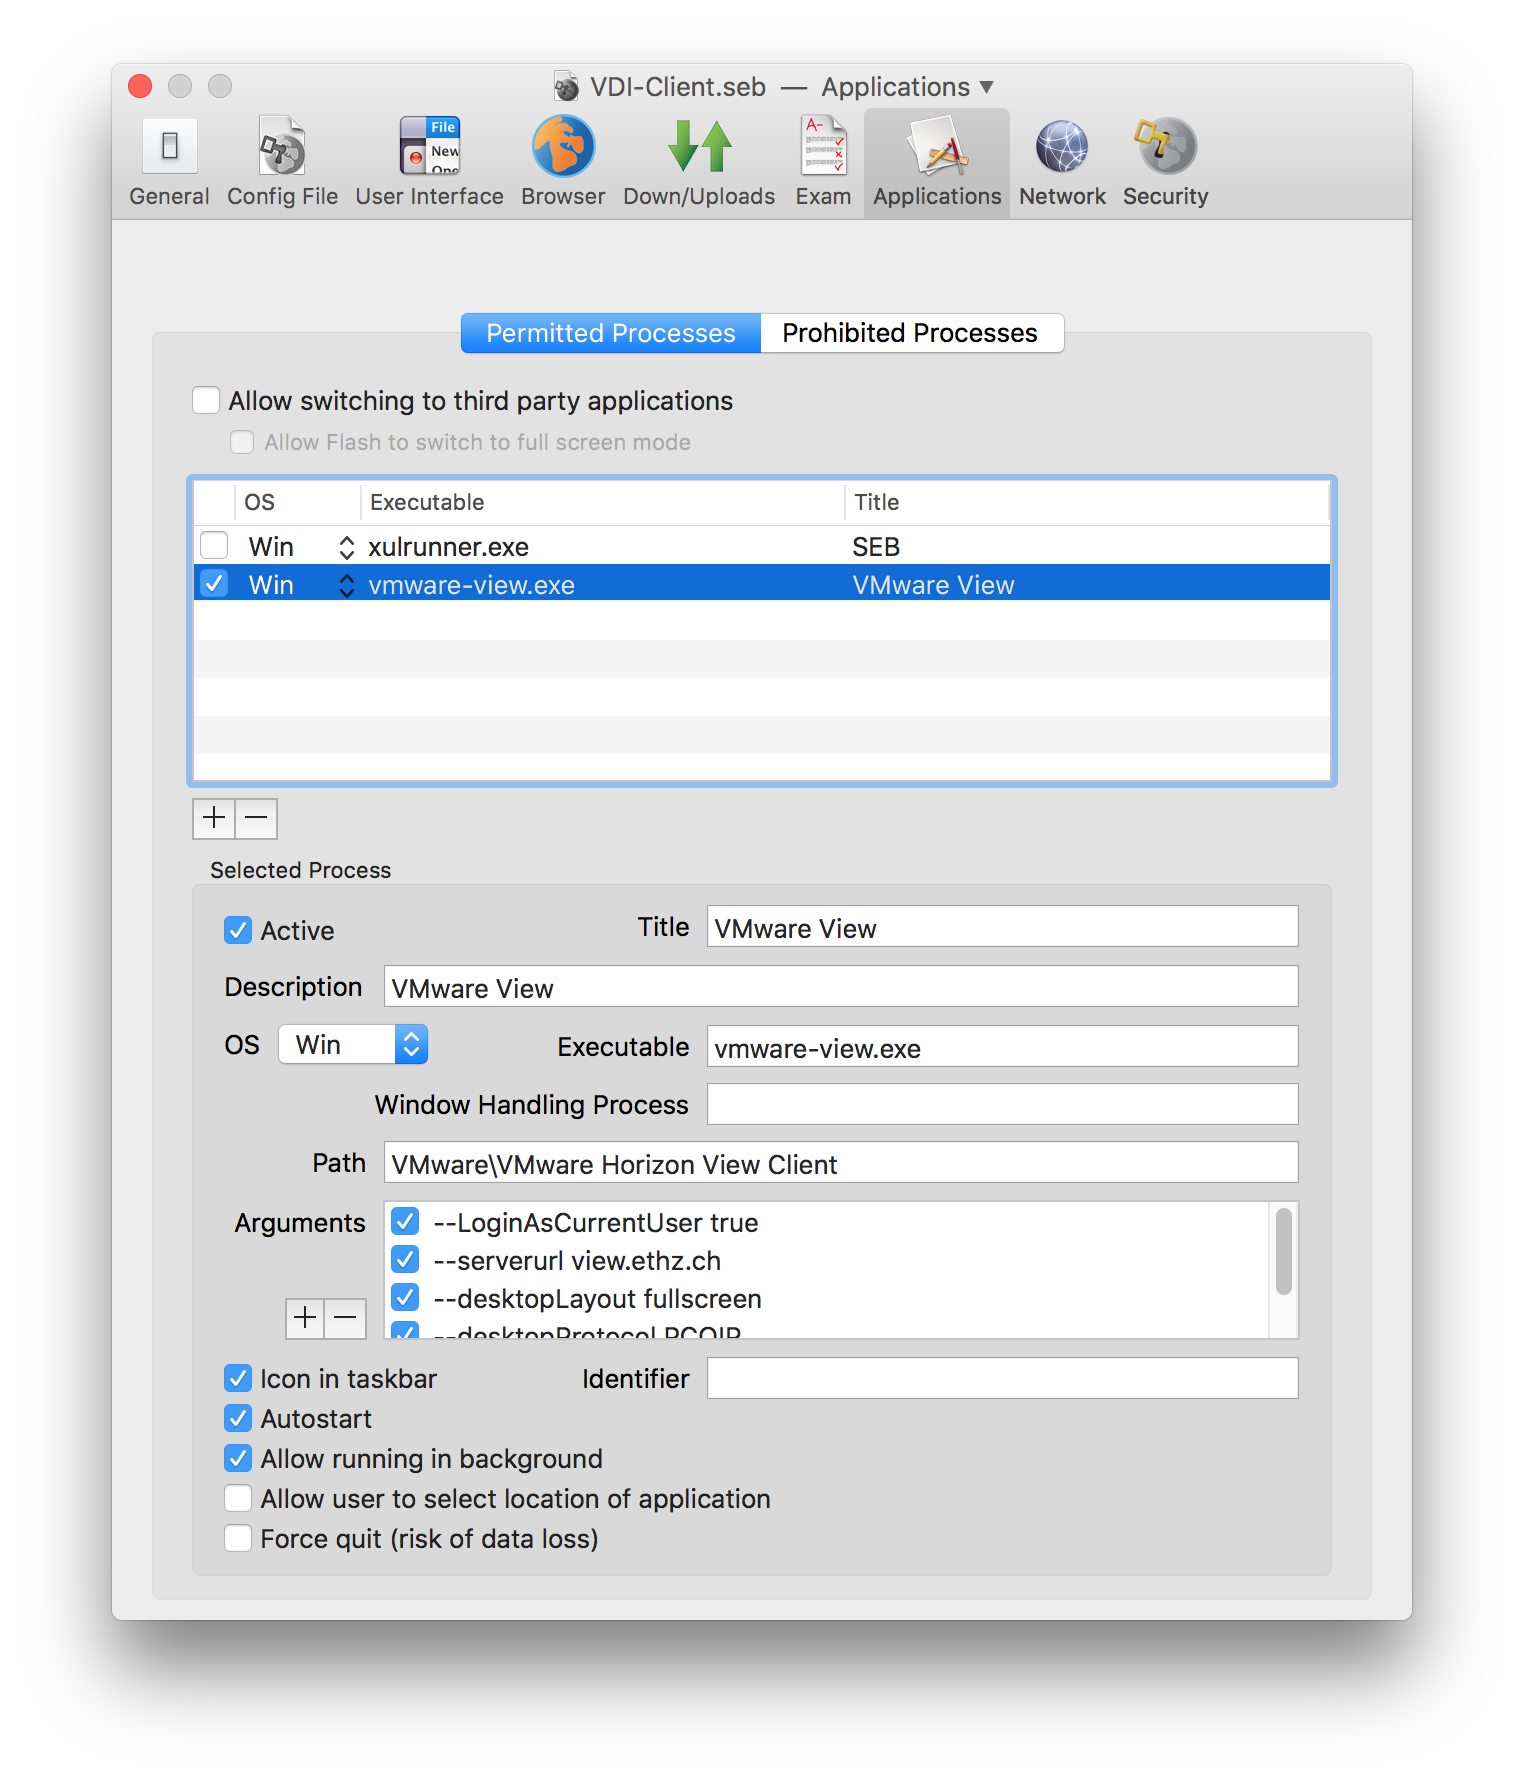 VDI-Client.seb — Applications ▼
File
New
General Config File User Interface Browser Down/Uploads Exam Applications Network Security
Permitted Processes Prohibited Processes
Allow switching to third party applications
Allow Flash to switch to full screen mode
OS Executable Title
Win xulrunner.exe SEB
Win vmware-view.exe VMware View
+ −
Selected Process
Active Title VMware View
Description VMware View
OS Win Executable vmware-view.exe
Window Handling Process
Path VMware\VMware Horizon View Client
Arguments --LoginAsCurrentUser true
--serverurl view.ethz.ch
--desktopLayout fullscreen
+ − --desktopProtocol PCOIP
Icon in taskbar Identifier
Autostart
Allow running in background
Allow user to select location of application
Force quit (risk of data loss)